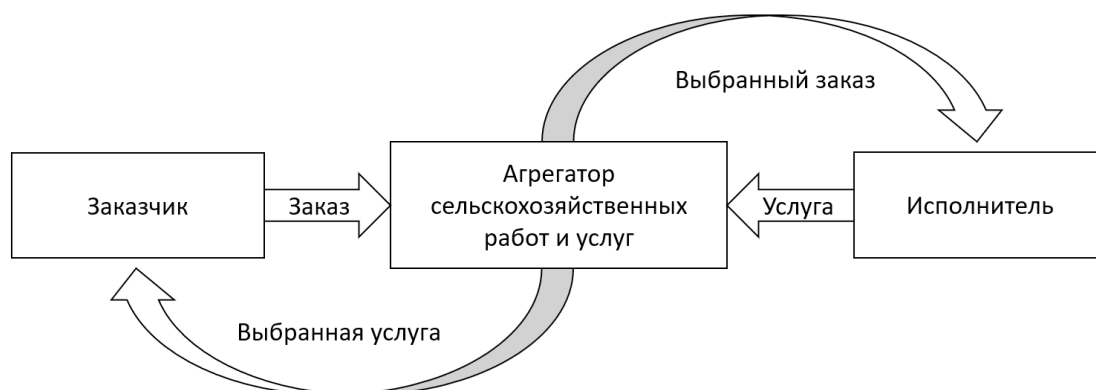 Выбранный заказ
Заказчик
Заказ
Агрегатор
сельскохозяйственных
работ и услуг
Услуга
Исполнитель
Выбранная услуга